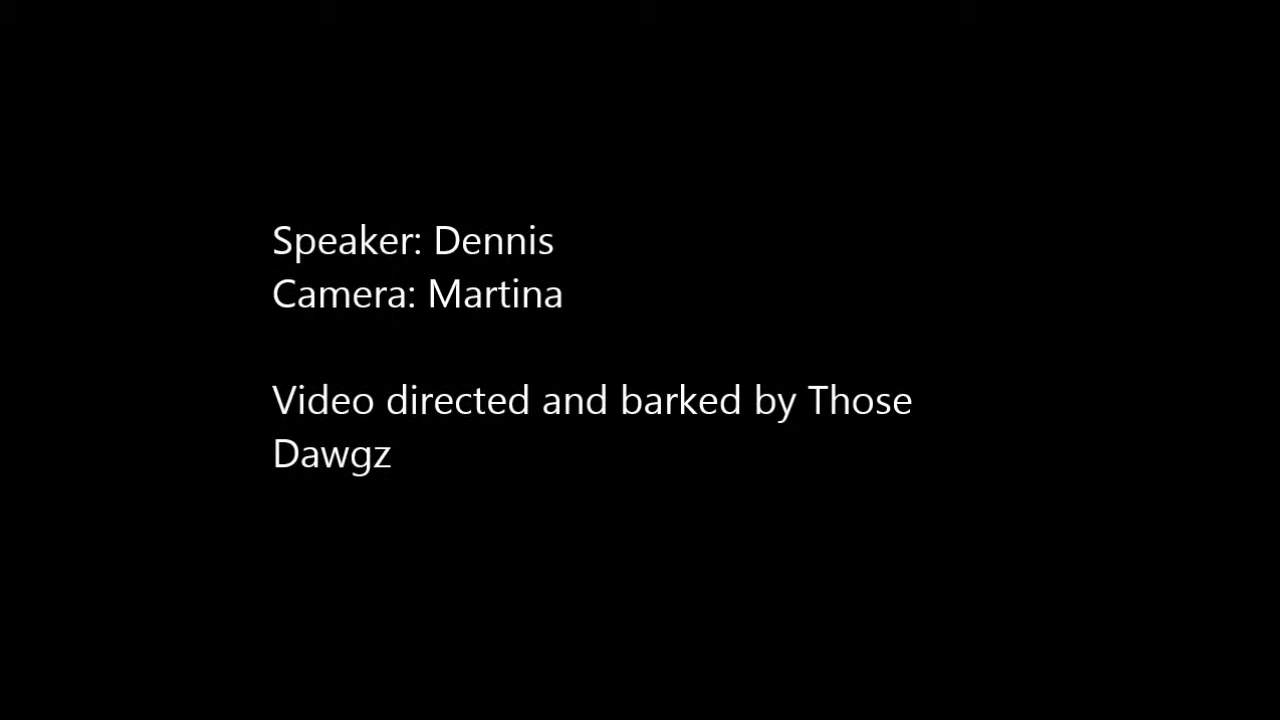 Speaker: Dennis
Camera: Martina
Video directed and barked by Those
Dawgz